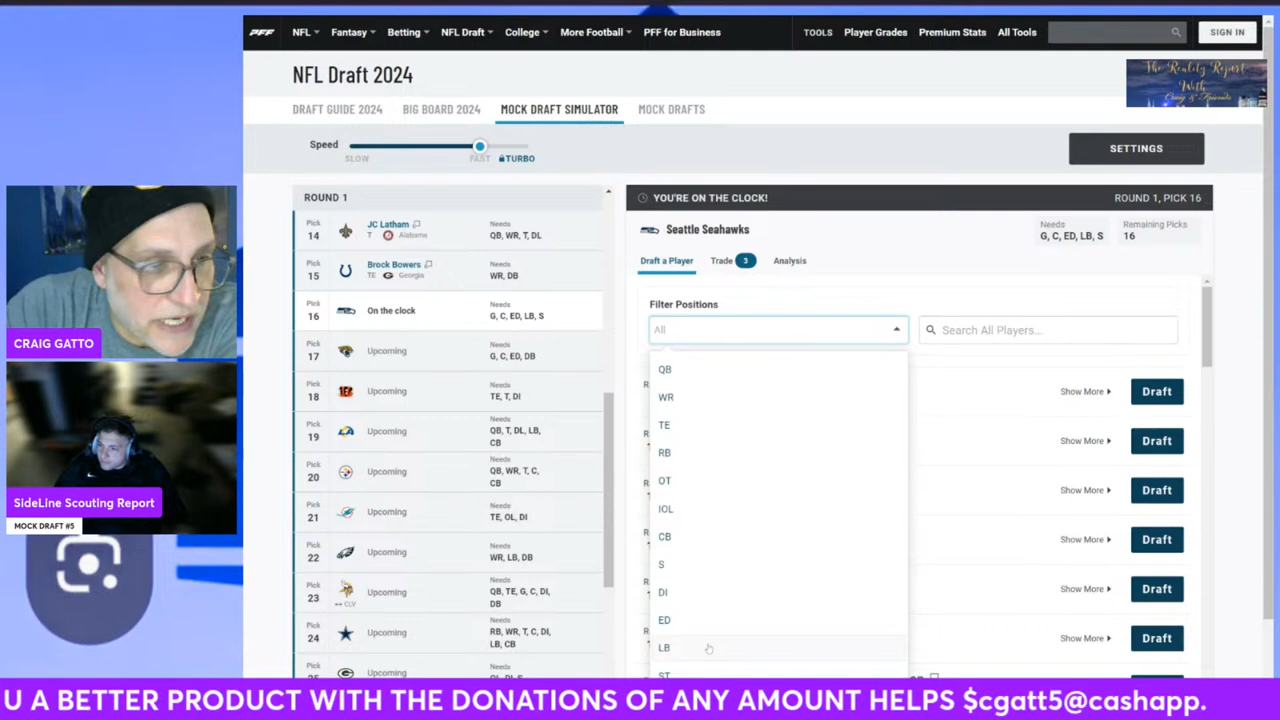 PFF NFL Fantasy Betting NFL Draft College More Football PFF for Business TOOLS Player Grades Premium Stats All Tools SIGN IN
NFL Draft 2024
The Reality Report
With
Craig & Friends
DRAFT GUIDE 2024 BIG BOARD 2024 MOCK DRAFT SIMULATOR MOCK DRAFTS
Speed
SLOW FAST TURBO
SETTINGS
ROUND 1
Pick
14
JC Latham
T Alabama
Needs
QB, WR, T, DL
Pick
15
Brock Bowers
TE Georgia
Needs
WR, DB
Pick
16
On the clock
Needs
G, C, ED, LB, S
Pick
17
Upcoming
Needs
G, C, ED, DB
Pick
18
Upcoming
Needs
TE, T, DI
Pick
19
Upcoming
Needs
QB, T, DL, LB,
CB
Pick
20
Upcoming
Needs
QB, WR, T, C,
CB
Pick
21
Upcoming
Needs
TE, OL, DI
Pick
22
Upcoming
Needs
WR, LB, DB
Pick
23
CLV
Upcoming
Needs
QB, TE, G, C, DI,
DB
Pick
24
Upcoming
Needs
RB, WR, T, C, DI,
LB, CB
Pick
Upcoming
Needs
YOU'RE ON THE CLOCK! ROUND 1, PICK 16
Seattle Seahawks
Needs
G, C, ED, LB, S
Remaining Picks
16
Draft a Player Trade 3 Analysis
Filter Positions
All
Search All Players...
QB
WR
TE
RB
OT
IOL
CB
S
DI
ED
LB
ST
Show More Draft
Show More Draft
Show More Draft
Show More Draft
Show More Draft
Show More Draft
CRAIG GATTO
SideLine Scouting Report
MOCK DRAFT #5
U A BETTER PRODUCT WITH THE DONATIONS OF ANY AMOUNT HELPS $cgatt5@cashapp.